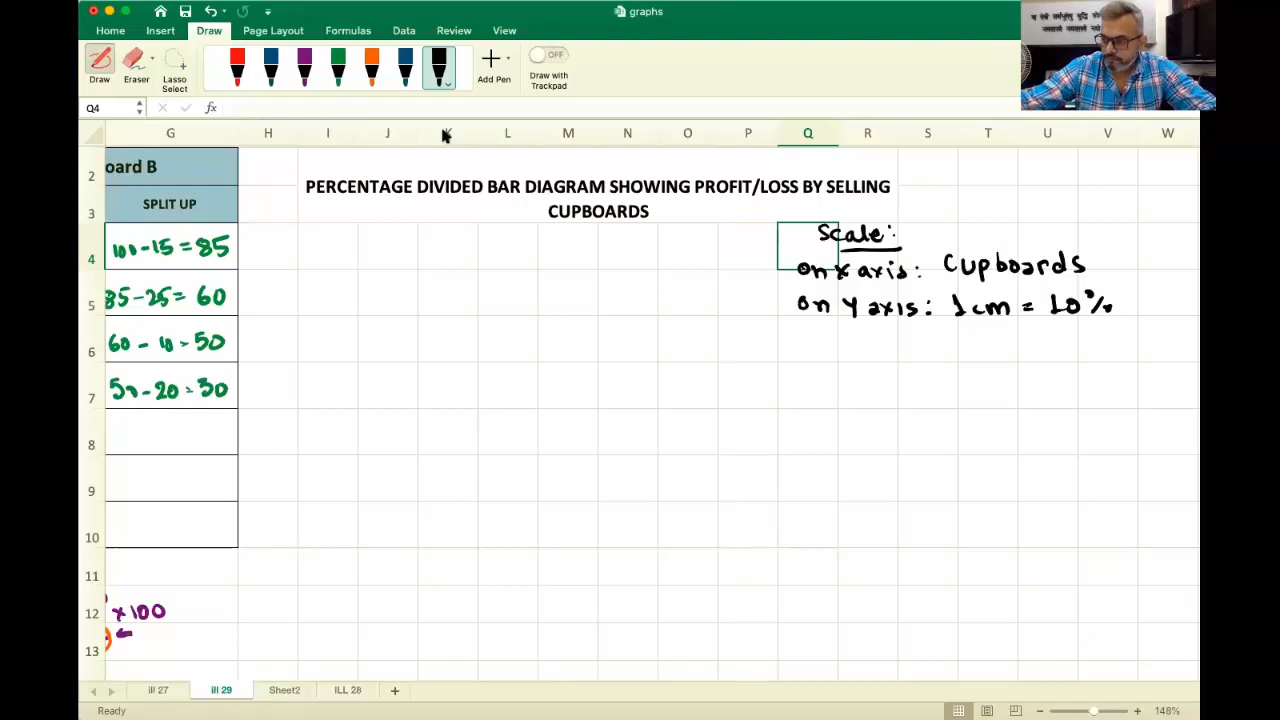 graphs
Home Insert Draw Page Layout Formulas Data Review View
Draw Eraser Lasso Select Add Pen OFF Draw with Trackpad
Q4 fx
G H I J K L M N O P Q R S T U V W
2 oard B
PERCENTAGE DIVIDED BAR DIAGRAM SHOWING PROFIT/LOSS BY SELLING
CUPBOARDS
3 SPLIT UP
Scale:
4 100-15=85
on x axis: Cupboards
5 85-25= 60
on Y axis: 1cm = 10%
6 60 - 10 = 50
7 50-20=30
8
9
10
11
12 x100
13
ill 27 ill 29 Sheet2 ILL 28 +
Ready 148%